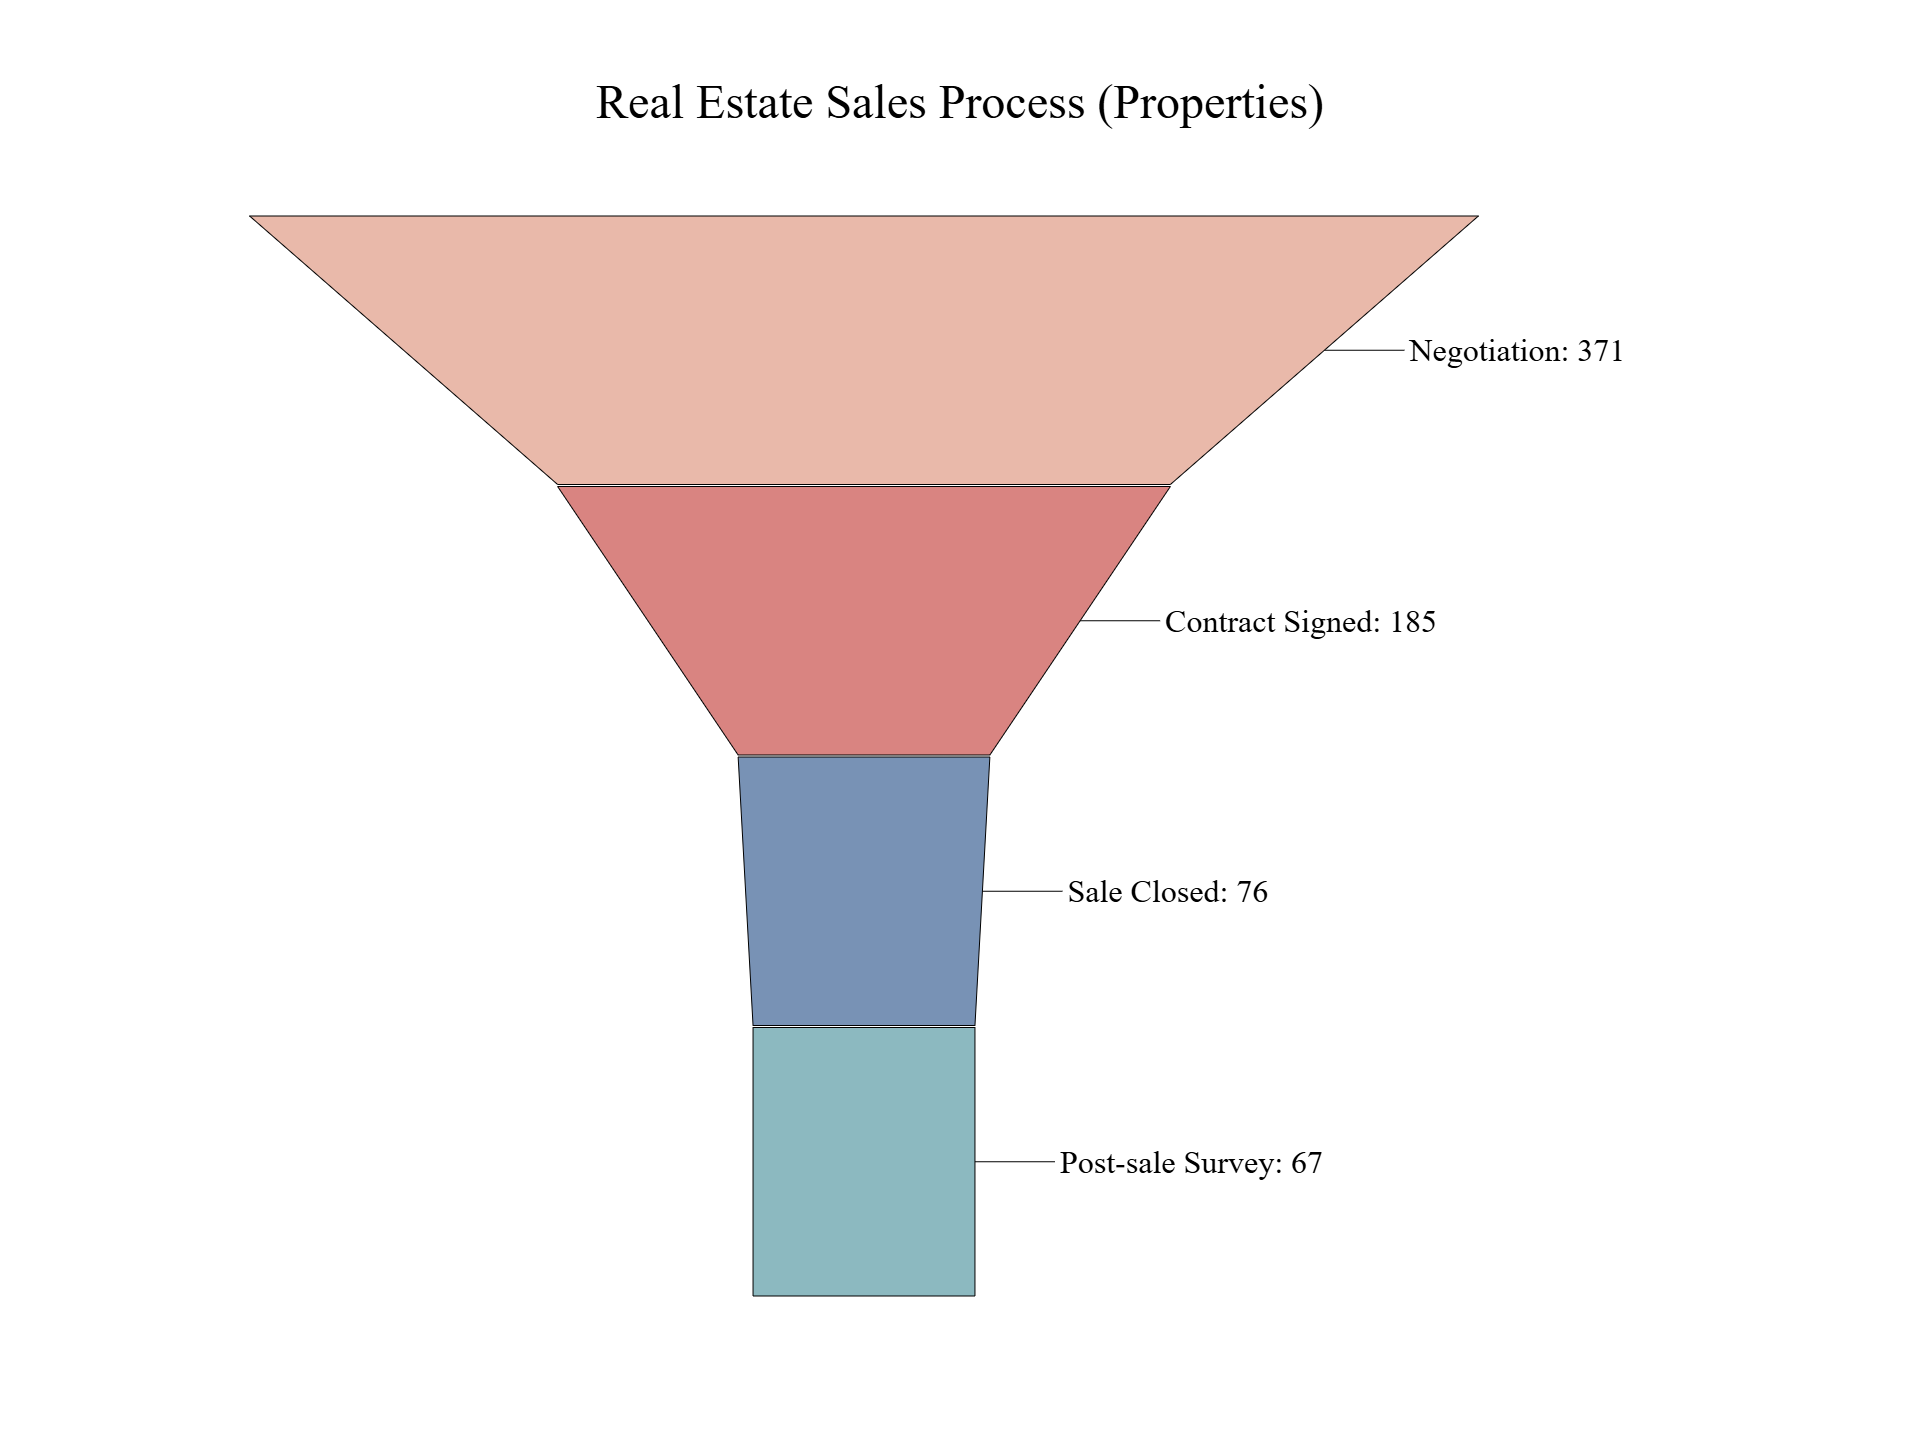 Real Estate Sales Process (Properties)
Negotiation: 371
Contract Signed: 185
Sale Closed: 76
Post-sale Survey: 67